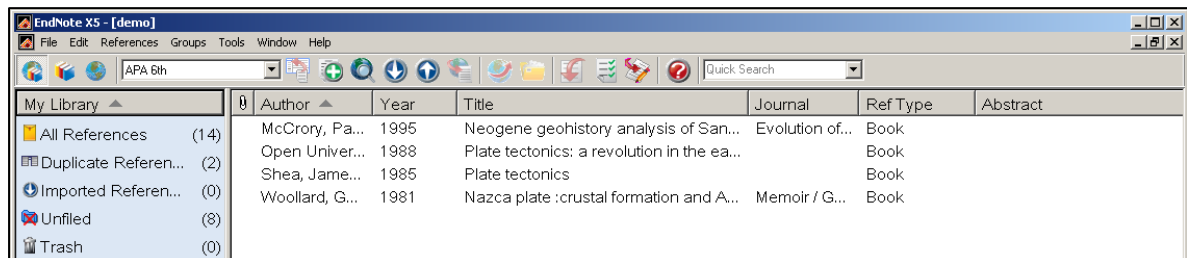 EndNote X5 - [demo]
File Edit References Groups Tools Window Help
APA 6th Quick Search
My Library Author Year Title Journal Ref Type Abstract
All References (14) McCrory, Pa... 1995 Neogene geohistory analysis of San... Evolution of... Book
Duplicate Referen... (2) Open Univer... 1988 Plate tectonics: a revolution in the ea... Book
Imported Referen... (0) Shea, Jame... 1985 Plate tectonics Book
Unfiled (8) Woollard, G... 1981 Nazca plate :crustal formation and A... Memoir / G... Book
Trash (0)